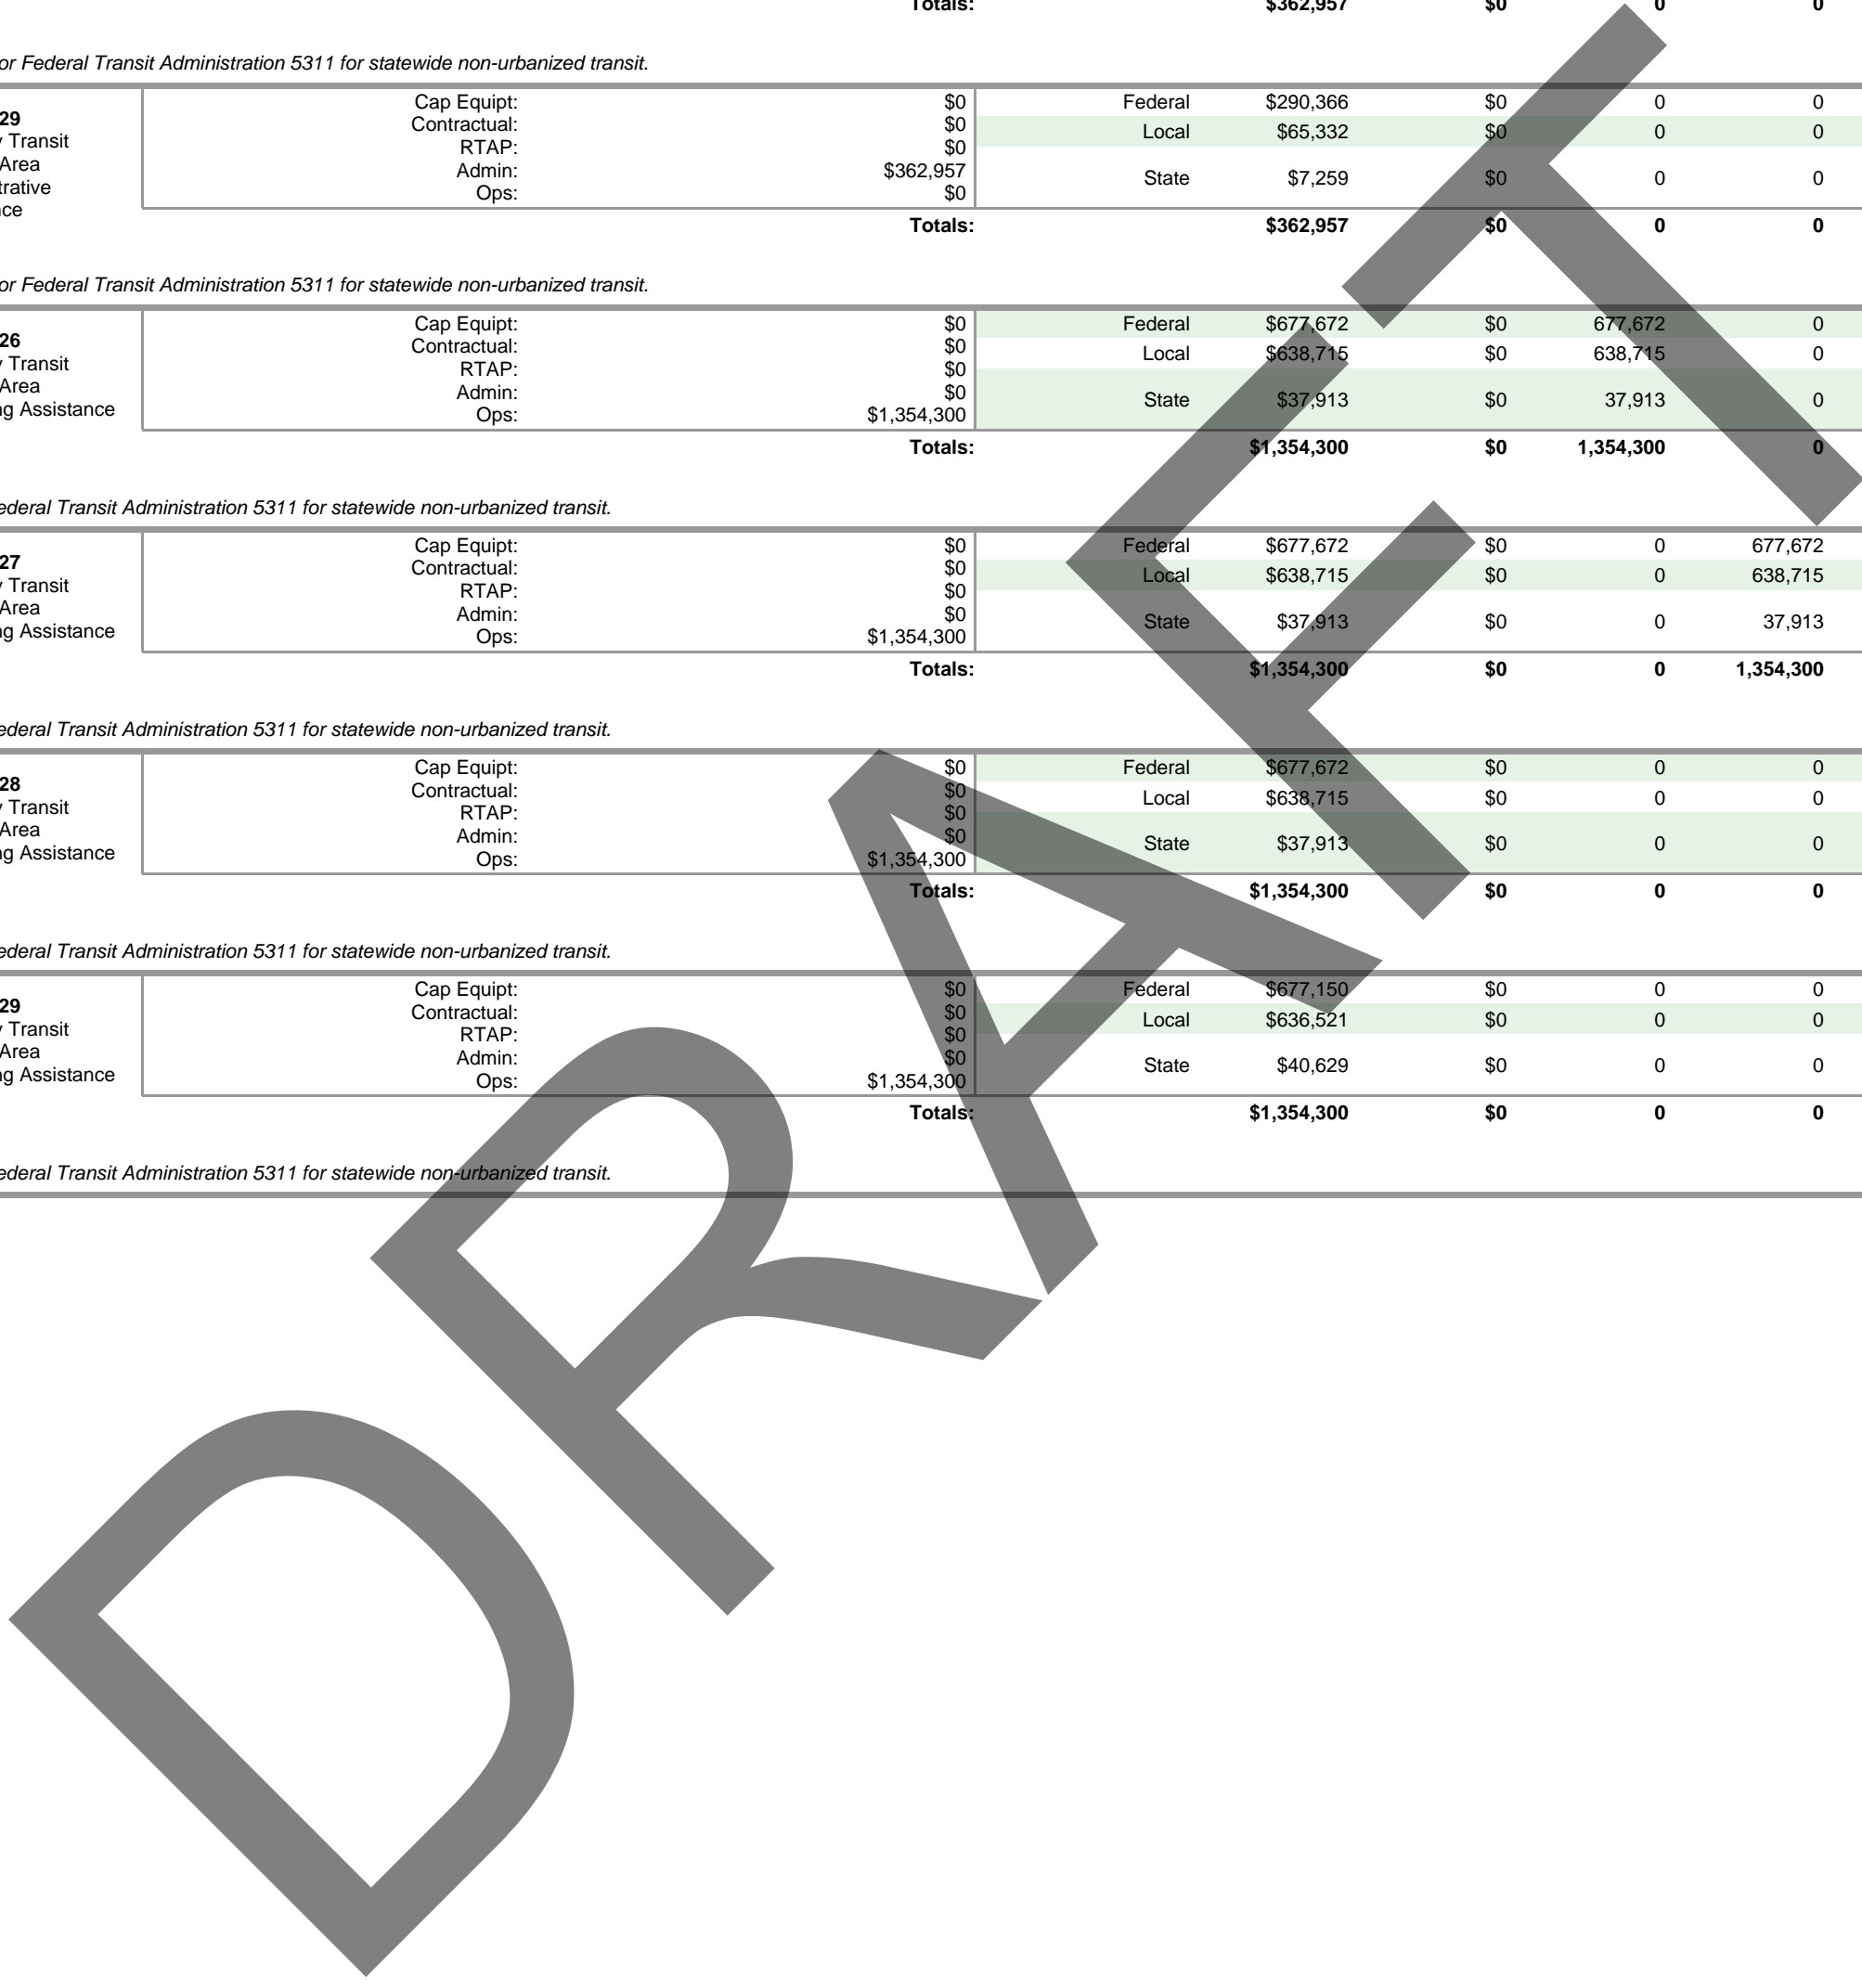 Totals: $362,957 $0 0 0
or Federal Transit Administration 5311 for statewide non-urbanized transit.
Cap Equipt: $0 Federal $290,366 $0 0 0
29
Contractual: $0 Local $65,332 $0 0 0
Transit
RTAP: $0
Area
Admin: $362,957 State $7,259 $0 0 0
trative
Ops: $0
nce
Totals: $362,957 $0 0 0
or Federal Transit Administration 5311 for statewide non-urbanized transit.
Cap Equipt: $0 Federal $677,672 $0 677,672 0
26
Contractual: $0 Local $638,715 $0 638,715 0
Transit
RTAP: $0
Area
Admin: $0 State $37,913 $0 37,913 0
ng Assistance
Ops: $1,354,300
Totals: $1,354,300 $0 1,354,300 0
ederal Transit Administration 5311 for statewide non-urbanized transit.
Cap Equipt: $0 Federal $677,672 $0 0 677,672
27
Contractual: $0 Local $638,715 $0 0 638,715
Transit
RTAP: $0
Area
Admin: $0 State $37,913 $0 0 37,913
ng Assistance
Ops: $1,354,300
Totals: $1,354,300 $0 0 1,354,300
ederal Transit Administration 5311 for statewide non-urbanized transit.
Cap Equipt: $0 Federal $677,672 $0 0 0
28
Contractual: $0 Local $638,715 $0 0 0
Transit
RTAP: $0
Area
Admin: $0 State $37,913 $0 0 0
ng Assistance
Ops: $1,354,300
Totals: $1,354,300 $0 0 0
ederal Transit Administration 5311 for statewide non-urbanized transit.
Cap Equipt: $0 Federal $677,150 $0 0 0
29
Contractual: $0 Local $636,521 $0 0 0
Transit
RTAP: $0
Area
Admin: $0 State $40,629 $0 0 0
ng Assistance
Ops: $1,354,300
Totals: $1,354,300 $0 0 0
ederal Transit Administration 5311 for statewide non-urbanized transit.
DRAFT